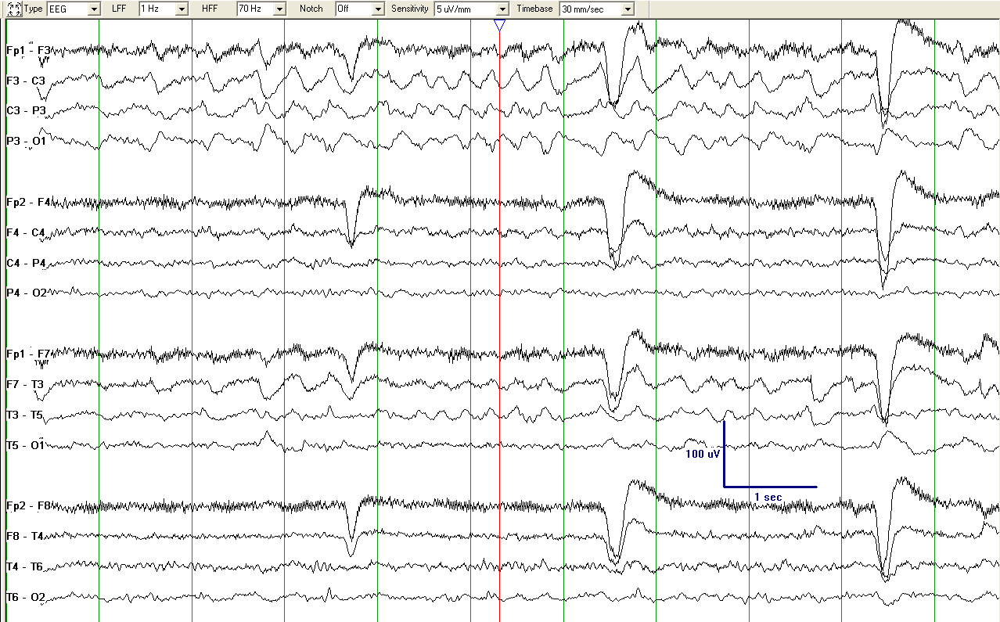 Type EEG LFF 1 Hz HFF 70 Hz Notch Off Sensitivity 5 uV/mm Timebase 30 mm/sec
Fp1 - F3
F3 - C3
C3 - P3
P3 - O1
Fp2 - F4
F4 - C4
C4 - P4
P4 - O2
Fp1 - F7
F7 - T3
T3 - T5
T5 - O1
100 uV
1 sec
Fp2 - F8
F8 - T4
T4 - T6
T6 - O2